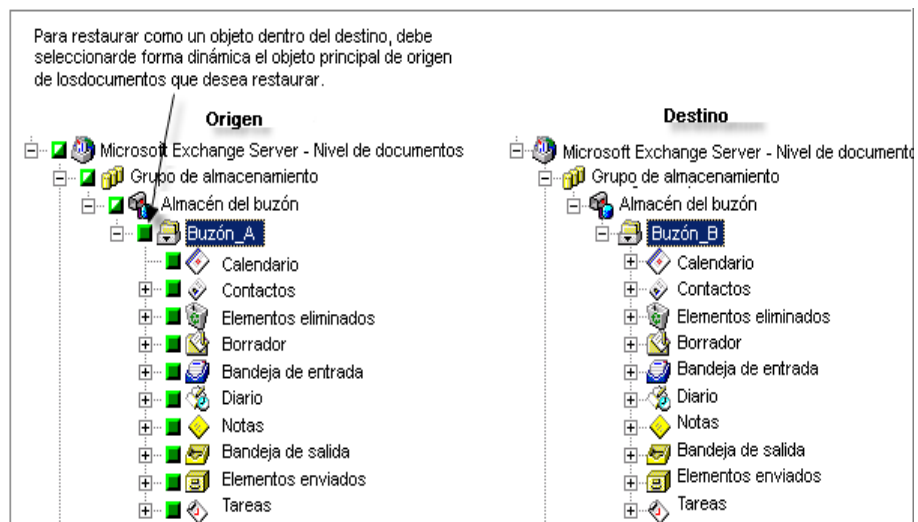 Para restaurar como un objeto dentro del destino, debe
seleccionarde forma dinámica el objeto principal de origen
de losdocumentos que desea restaurar.
Origen
Microsoft Exchange Server - Nivel de documentos
Grupo de almacenamiento
Almacén del buzón
Buzón_A
Calendario
Contactos
Elementos eliminados
Borrador
Bandeja de entrada
Diario
Notas
Bandeja de salida
Elementos enviados
Tareas
Destino
Microsoft Exchange Server - Nivel de documento
Grupo de almacenamiento
Almacén del buzón
Buzón_B
Calendario
Contactos
Elementos eliminados
Borrador
Bandeja de entrada
Diario
Notas
Bandeja de salida
Elementos enviados
Tareas